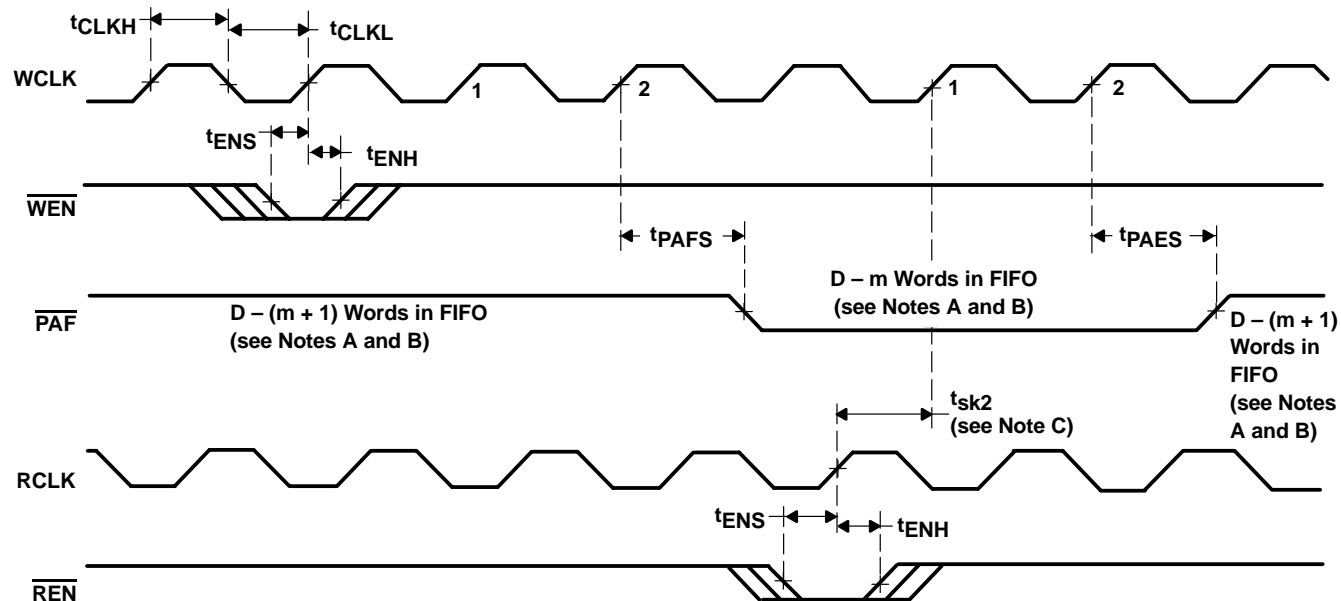 tCLKH
tCLKL
WCLK
1
2
1
2
tENS
tENH
WEN
tPAFS
tPAES
D – m Words in FIFO
(see Notes A and B)
PAF
D – (m + 1) Words in FIFO
(see Notes A and B)
D – (m + 1)
Words in
FIFO
(see Notes
A and B)
tsk2
(see Note C)
RCLK
tENS
tENH
REN